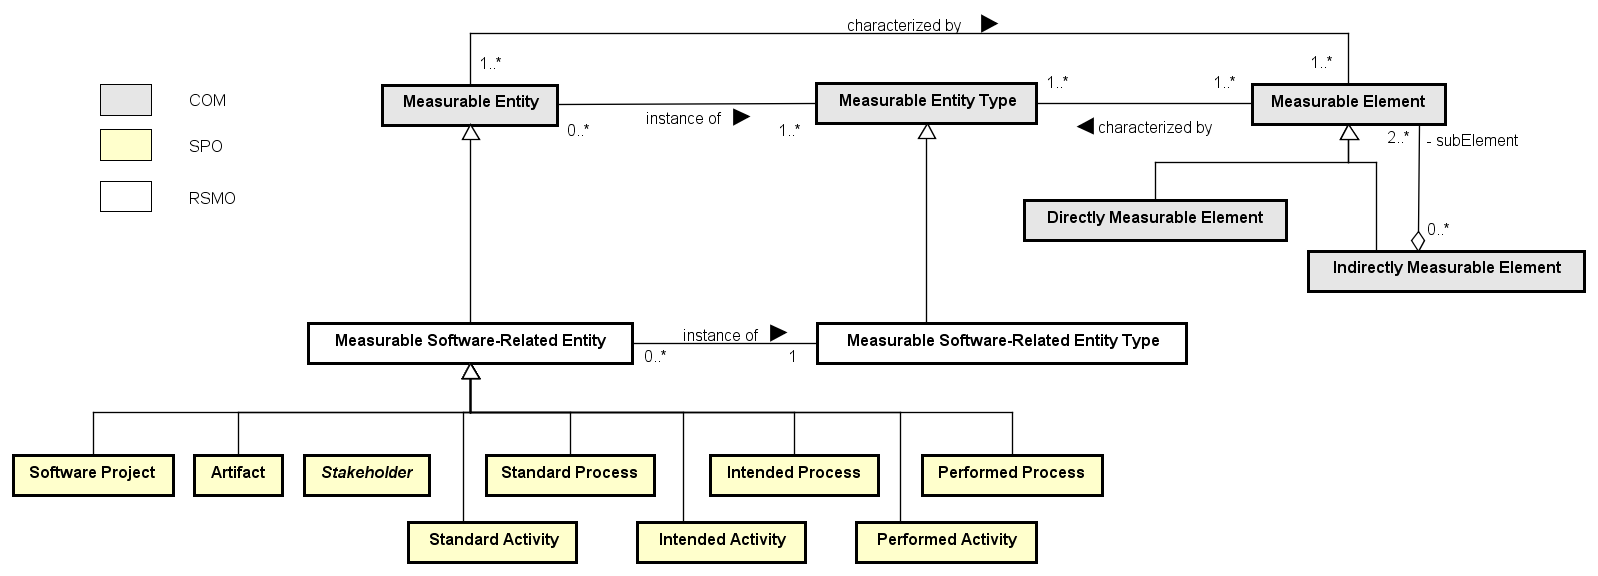 characterized by
1..*
1..*
COM
SPO
RSMO
Measurable Entity
Measurable Entity Type
Measurable Element
0..*
instance of
1..*
1..*
1..*
characterized by
2..*
- subElement
Directly Measurable Element
0..*
Indirectly Measurable Element
Measurable Software-Related Entity
instance of
0..*
1
Measurable Software-Related Entity Type
Software Project
Artifact
Stakeholder
Standard Process
Intended Process
Performed Process
Standard Activity
Intended Activity
Performed Activity